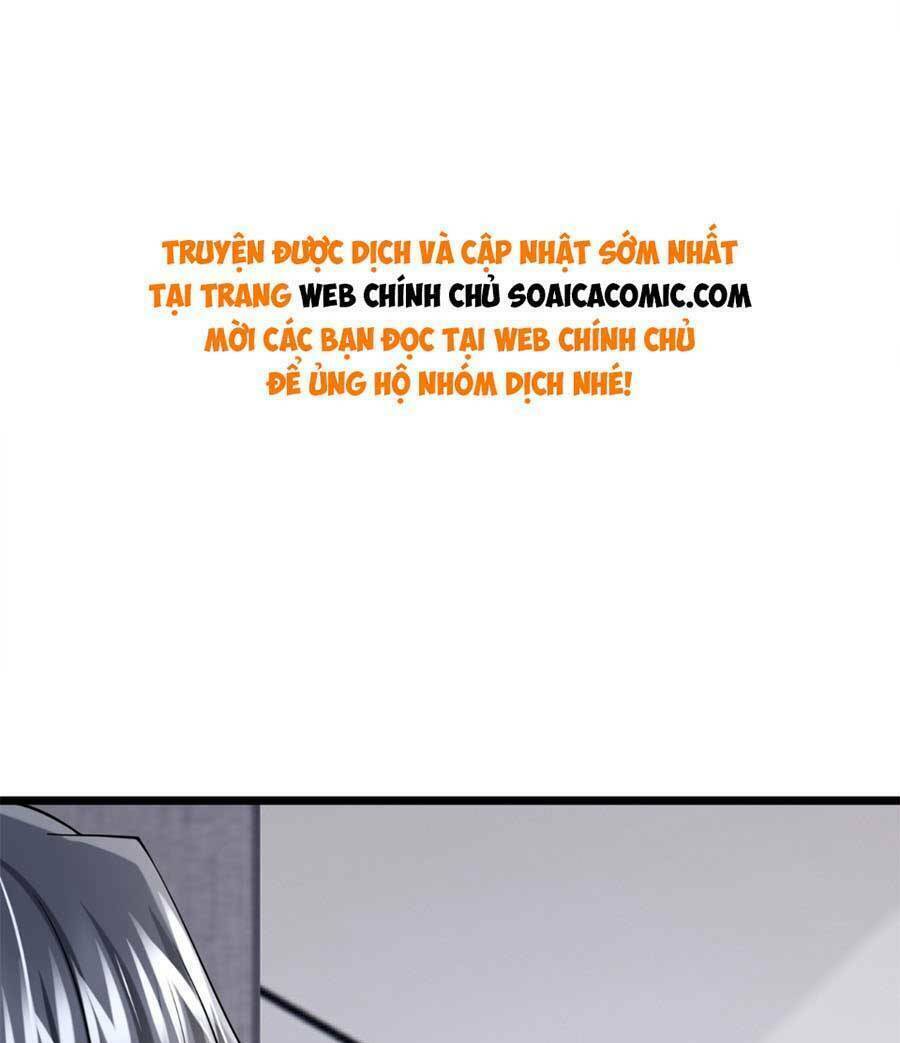 TRUYỆN ĐƯỢC DỊCH VÀ CẬP NHẬT SỚM NHẤT
TẠI TRANG WEB CHÍNH CHỦ SOAICACOMIC.COM
MỜI CÁC BẠN ĐỌC TẠI WEB CHÍNH CHỦ
ĐỂ ỦNG HỘ NHÓM DỊCH NHÉ!